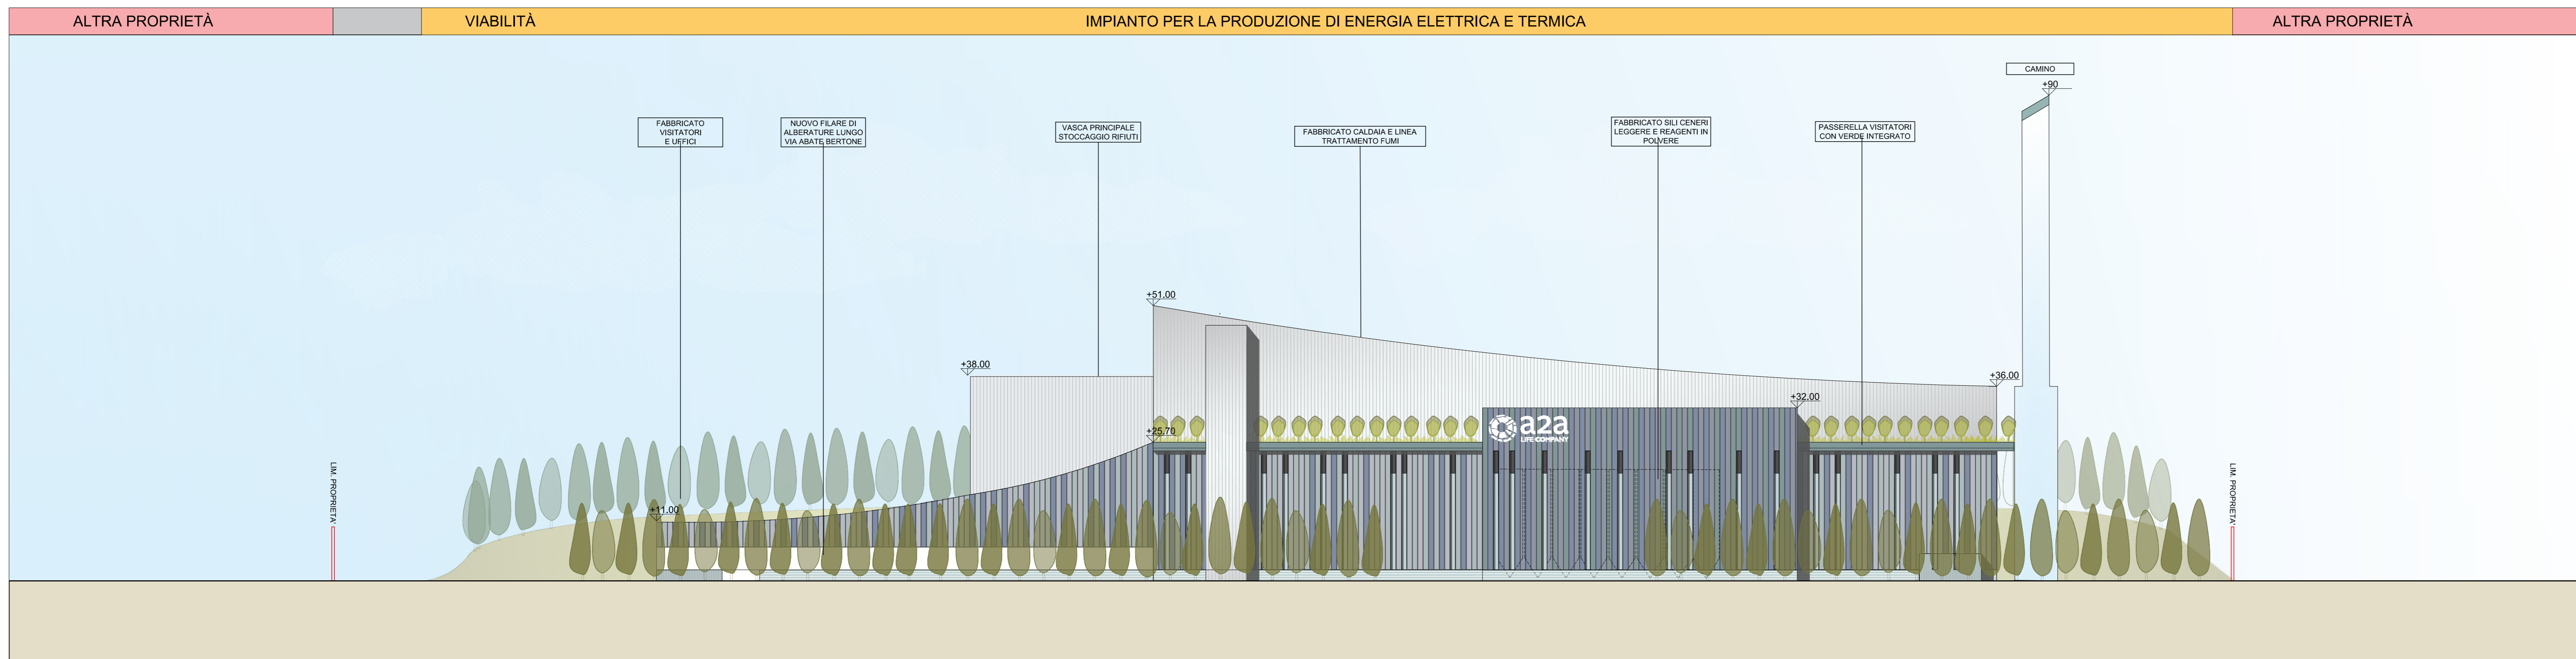 ALTRA PROPRIETÀ
VIABILITÀ
IMPIANTO PER LA PRODUZIONE DI ENERGIA ELETTRICA E TERMICA
ALTRA PROPRIETÀ
CAMINO
+90
FABBRICATO
VISITATORI
E UFFICI
NUOVO FILARE DI
ALBERATURE LUNGO
VIA ABATE BERTONE
VASCA PRINCIPALE
STOCCAGGIO RIFIUTI
FABBRICATO CALDAIA E LINEA
TRATTAMENTO FUMI
FABBRICATO SILI CENERI
LEGGERE E REAGENTI IN
POLVERE
PASSERELLA VISITATORI
CON VERDE INTEGRATO
+51.00
+38.00
+36.00
+32.00
+25.70
a2a
LIFE COMPANY
+11.00
LIM. PROPRIETA'
LIM. PROPRIETA'